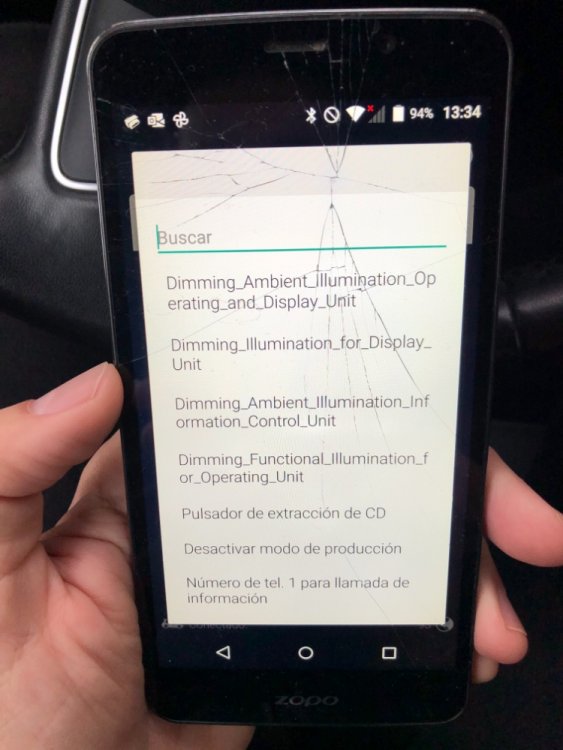 94% 13:34
Buscar
Dimming_Ambient_Illumination_Op
erating_and_Display_Unit
Dimming_Illumination_for_Display_
Unit
Dimming_Ambient_Illumination_Inf
ormation_Control_Unit
Dimming_Functional_Illumination_f
or_Operating_Unit
Pulsador de extracción de CD
Desactivar modo de producción
Número de tel. 1 para llamada de
información
ZOPO